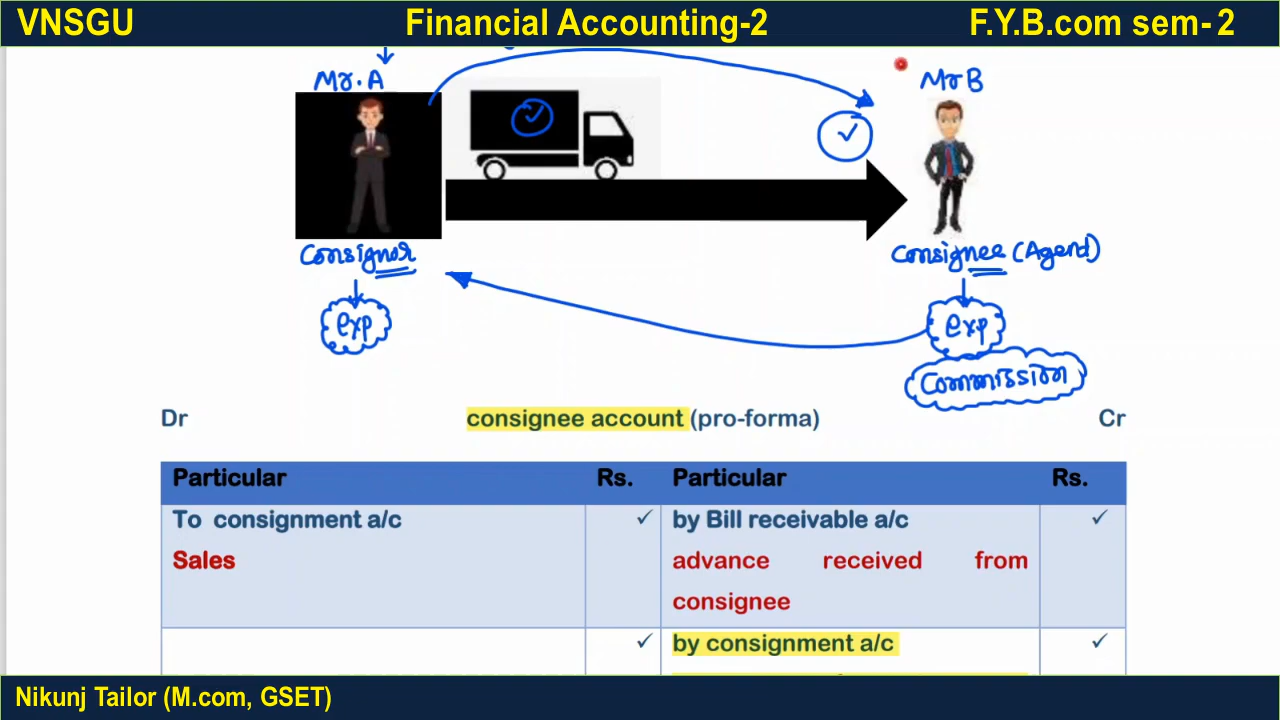 VNSGU Financial Accounting-2 F.Y.B.com sem- 2
Mr. A Mr B
Consignor Consignee (Agend)
exp exp
Commission
Dr consignee account (pro-forma) Cr
Particular Rs. Particular Rs.
To consignment a/c ✓ by Bill receivable a/c ✓
Sales advance received from
consignee
✓ by consignment a/c ✓
Nikunj Tailor (M.com, GSET)